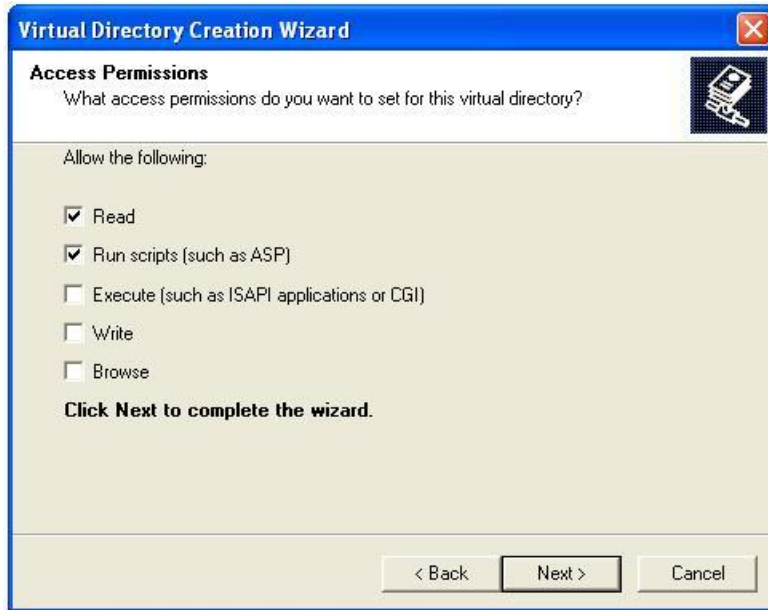 Virtual Directory Creation Wizard
Access Permissions
What access permissions do you want to set for this virtual directory?
Allow the following:
Read
Run scripts (such as ASP)
Execute (such as ISAPI applications or CGI)
Write
Browse
Click Next to complete the wizard.
< Back Next > Cancel